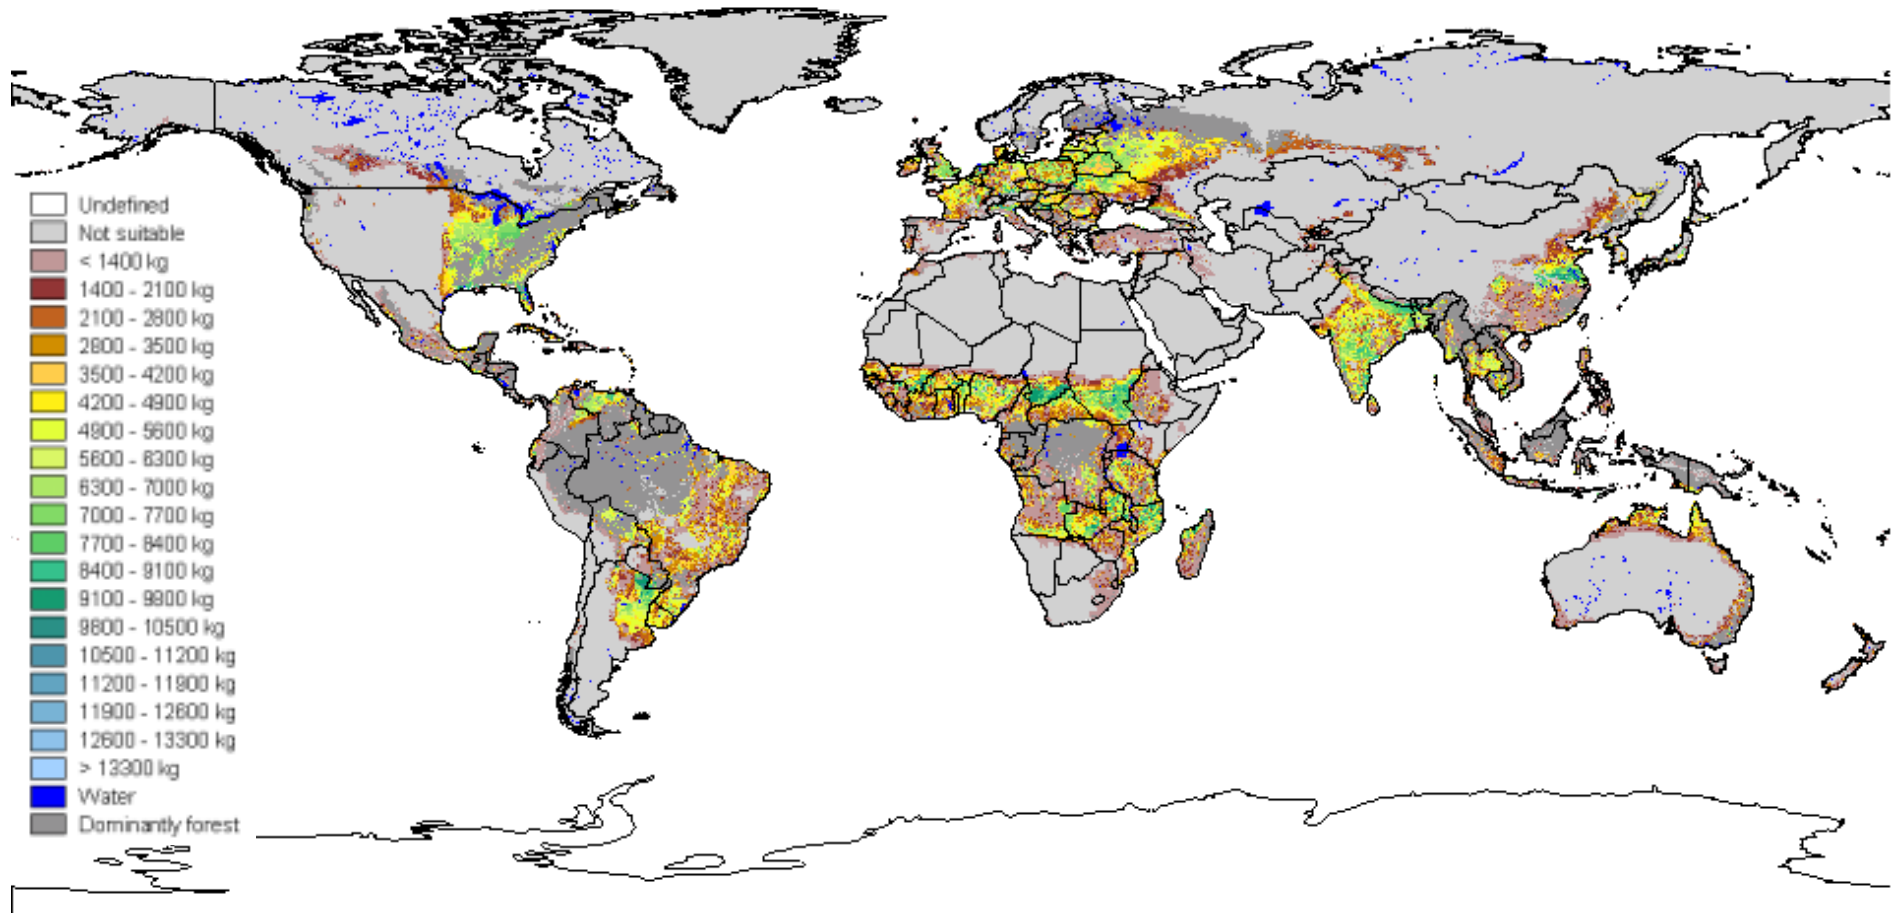 Undefined
Not suitable
< 1400 kg
1400 - 2100 kg
2100 - 2800 kg
2800 - 3500 kg
3500 - 4200 kg
4200 - 4900 kg
4900 - 5600 kg
5600 - 6300 kg
6300 - 7000 kg
7000 - 7700 kg
7700 - 8400 kg
8400 - 9100 kg
9100 - 9800 kg
9800 - 10500 kg
10500 - 11200 kg
11200 - 11900 kg
11900 - 12600 kg
12600 - 13300 kg
> 13300 kg
Water
Dominantly forest